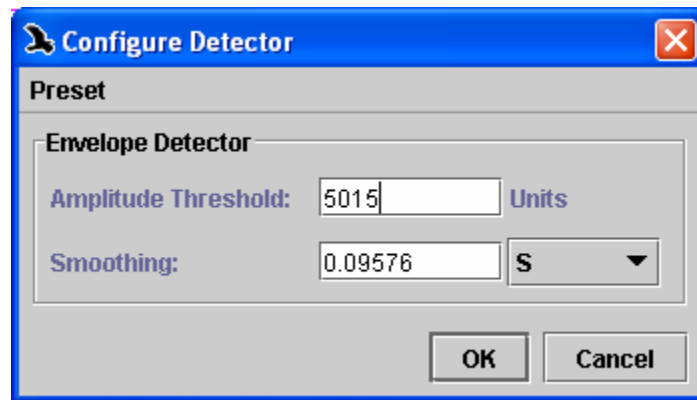 Configure Detector
Preset
Envelope Detector
Amplitude Threshold: 5015 Units
Smoothing: 0.09576 S
OK Cancel